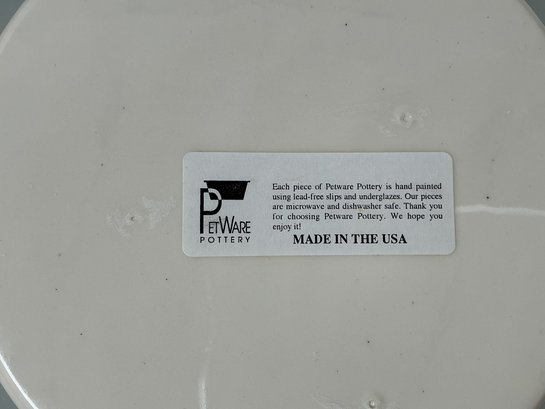 PETWARE
POTTERY
Each piece of Petware Pottery is hand painted
using lead-free slips and underglazes. Our pieces
are microwave and dishwasher safe. Thank you
for choosing Petware Pottery. We hope you
enjoy it!
MADE IN THE USA